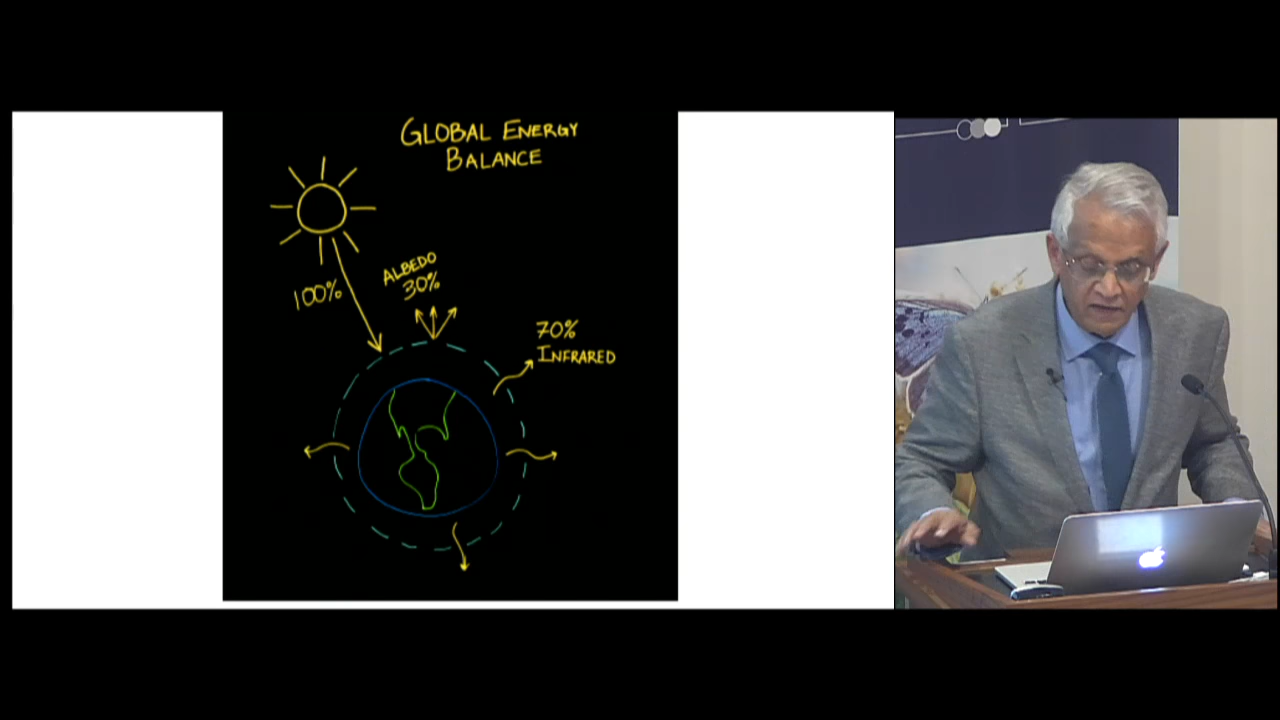 GLOBAL ENERGY
BALANCE
100%
ALBEDO
30%
70%
INFRARED